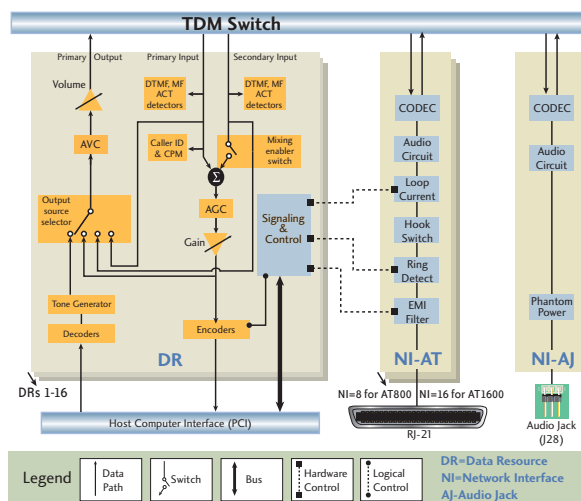 TDM Switch
Primary Output
Primary Input
Secondary Input
Volume
DTMF, MF
ACT
detectors
DTMF, MF
ACT
detectors
AVC
Caller ID
& CPM
Mixing
enabler
switch
Σ
Output
source
selector
AGC
Gain
Signaling
&
Control
Tone Generator
Decoders
Encoders
DR
DRs 1-16
Host Computer Interface (PCI)
CODEC
Audio
Circuit
Loop
Current
Hook
Switch
Ring
Detect
EMI
Filter
NI-AT
NI=8 for AT800
NI=16 for AT1600
RJ-21
CODEC
Audio
Circuit
Phantom
Power
NI-AJ
Audio Jack
(J28)
Legend
Data
Path
Switch
Bus
Hardware
Control
Logical
Control
DR=Data Resource
NI=Network Interface
AJ-Audio Jack